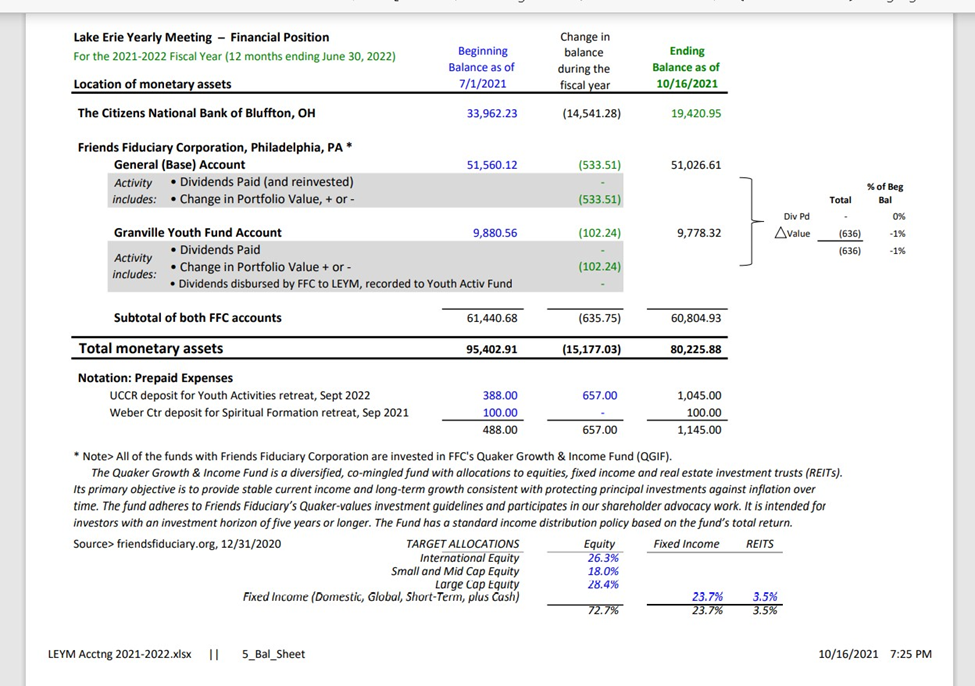 Lake Erie Yearly Meeting – Financial Position
For the 2021-2022 Fiscal Year (12 months ending June 30, 2022)
Location of monetary assets
Beginning
Balance as of
7/1/2021
Change in
balance
during the
fiscal year
Ending
Balance as of
10/16/2021
The Citizens National Bank of Bluffton, OH 33,962.23 (14,541.28) 19,420.95
Friends Fiduciary Corporation, Philadelphia, PA *
General (Base) Account 51,560.12 (533.51) 51,026.61
Activity • Dividends Paid (and reinvested) -
includes: • Change in Portfolio Value, + or - (533.51)
Granville Youth Fund Account 9,880.56 (102.24) 9,778.32
Activity
includes:
• Dividends Paid -
• Change in Portfolio Value + or - (102.24)
• Dividends disbursed by FFC to LEYM, recorded to Youth Activ Fund -
% of Beg
Total Bal
Div Pd - 0%
△Value (636) -1%
(636) -1%
Subtotal of both FFC accounts 61,440.68 (635.75) 60,804.93
Total monetary assets 95,402.91 (15,177.03) 80,225.88
Notation: Prepaid Expenses
UCCR deposit for Youth Activities retreat, Sept 2022 388.00 657.00 1,045.00
Weber Ctr deposit for Spiritual Formation retreat, Sep 2021 100.00 - 100.00
488.00 657.00 1,145.00
* Note> All of the funds with Friends Fiduciary Corporation are invested in FFC's Quaker Growth & Income Fund (QGIF).
The Quaker Growth & Income Fund is a diversified, co-mingled fund with allocations to equities, fixed income and real estate investment trusts (REITs).
Its primary objective is to provide stable current income and long-term growth consistent with protecting principal investments against inflation over
time. The fund adheres to Friends Fiduciary's Quaker-values investment guidelines and participates in our shareholder advocacy work. It is intended for
investors with an investment horizon of five years or longer. The Fund has a standard income distribution policy based on the fund's total return.
Source> friendsfiduciary.org, 12/31/2020 TARGET ALLOCATIONS Equity Fixed Income REITS
International Equity 26.3%
Small and Mid Cap Equity 18.0%
Large Cap Equity 28.4%
Fixed Income (Domestic, Global, Short-Term, plus Cash) 23.7% 3.5%
72.7% 23.7% 3.5%
LEYM Acctng 2021-2022.xlsx || 5_Bal_Sheet 10/16/2021 7:25 PM